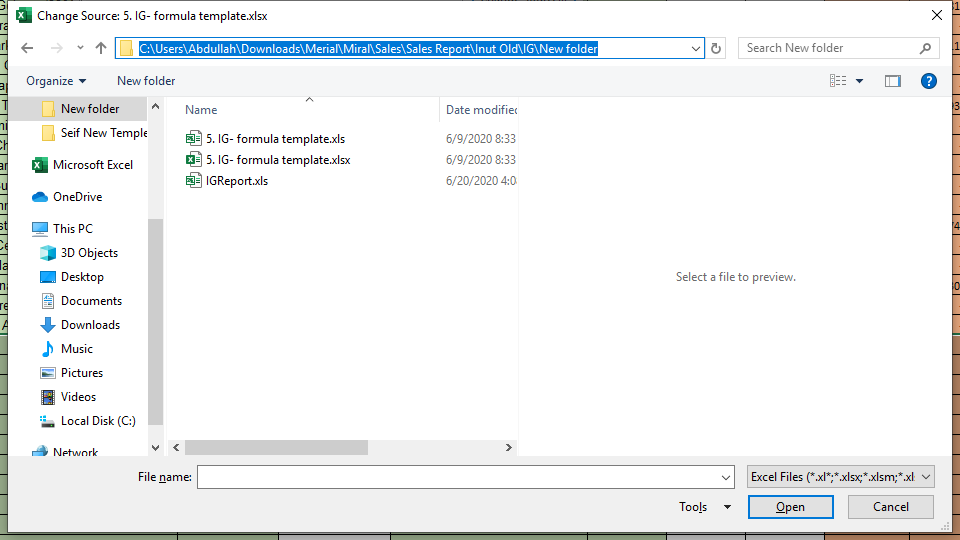 Change Source: 5. IG- formula template.xlsx
C:\Users\Abdullah\Downloads\Merial\Miral\Sales\Sales Report\Inut Old\IG\New folder
Search New folder
Organize
New folder
New folder
Seif New Temple
Microsoft Excel
OneDrive
This PC
3D Objects
Desktop
Documents
Downloads
Music
Pictures
Videos
Local Disk (C:)
Network
Name Date modified
5. IG- formula template.xls 6/9/2020 8:33
5. IG- formula template.xlsx 6/9/2020 8:33
IGReport.xls 6/20/2020 4:0
Select a file to preview.
File name:
Excel Files (*.xl*;*.xlsx;*.xlsm;*.xl
Tools
Open
Cancel